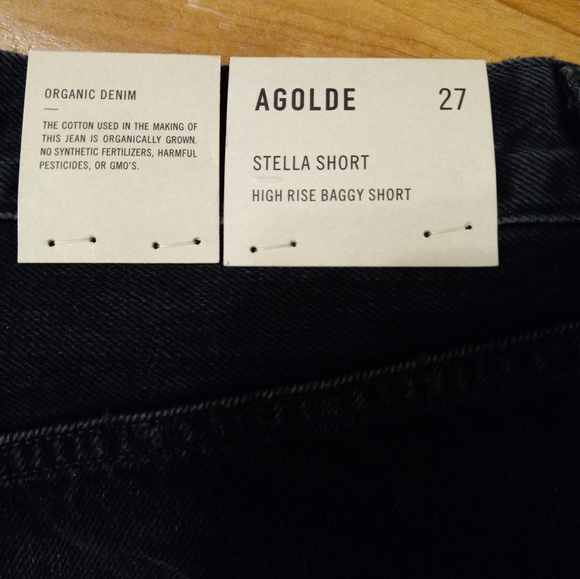 ORGANIC DENIM
THE COTTON USED IN THE MAKING OF
THIS JEAN IS ORGANICALLY GROWN.
NO SYNTHETIC FERTILIZERS, HARMFUL
PESTICIDES, OR GMO'S.
AGOLDE 27
STELLA SHORT
HIGH RISE BAGGY SHORT